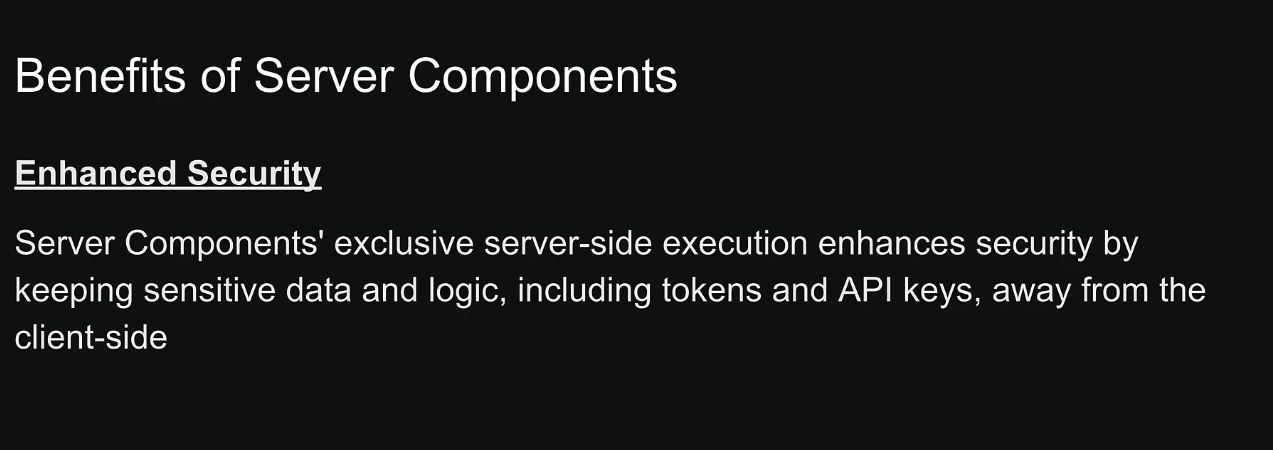 Benefits of Server Components
Enhanced Security
Server Components' exclusive server-side execution enhances security by
keeping sensitive data and logic, including tokens and API keys, away from the
client-side